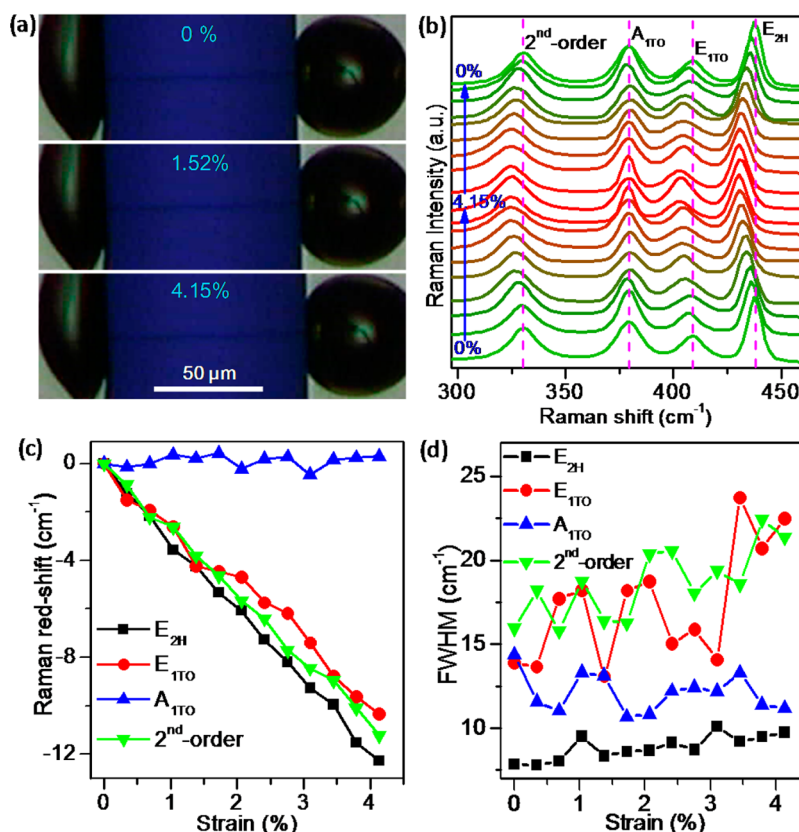 (a)
0 %
1.52%
4.15%
50 μm
(b)
2nd-order
A1TO
E1TO
E2H
0%
4.15%
0%
Raman Intensity (a.u.)
300 350 400 450
Raman shift (cm-1)
(c)
0
-4
-8
-12
Raman red-shift (cm-1)
E2H
E1TO
A1TO
2nd-order
0 1 2 3 4
Strain (%)
(d)
25
20
15
10
FWHM (cm-1)
E2H
E1TO
A1TO
2nd-order
0 1 2 3 4
Strain (%)